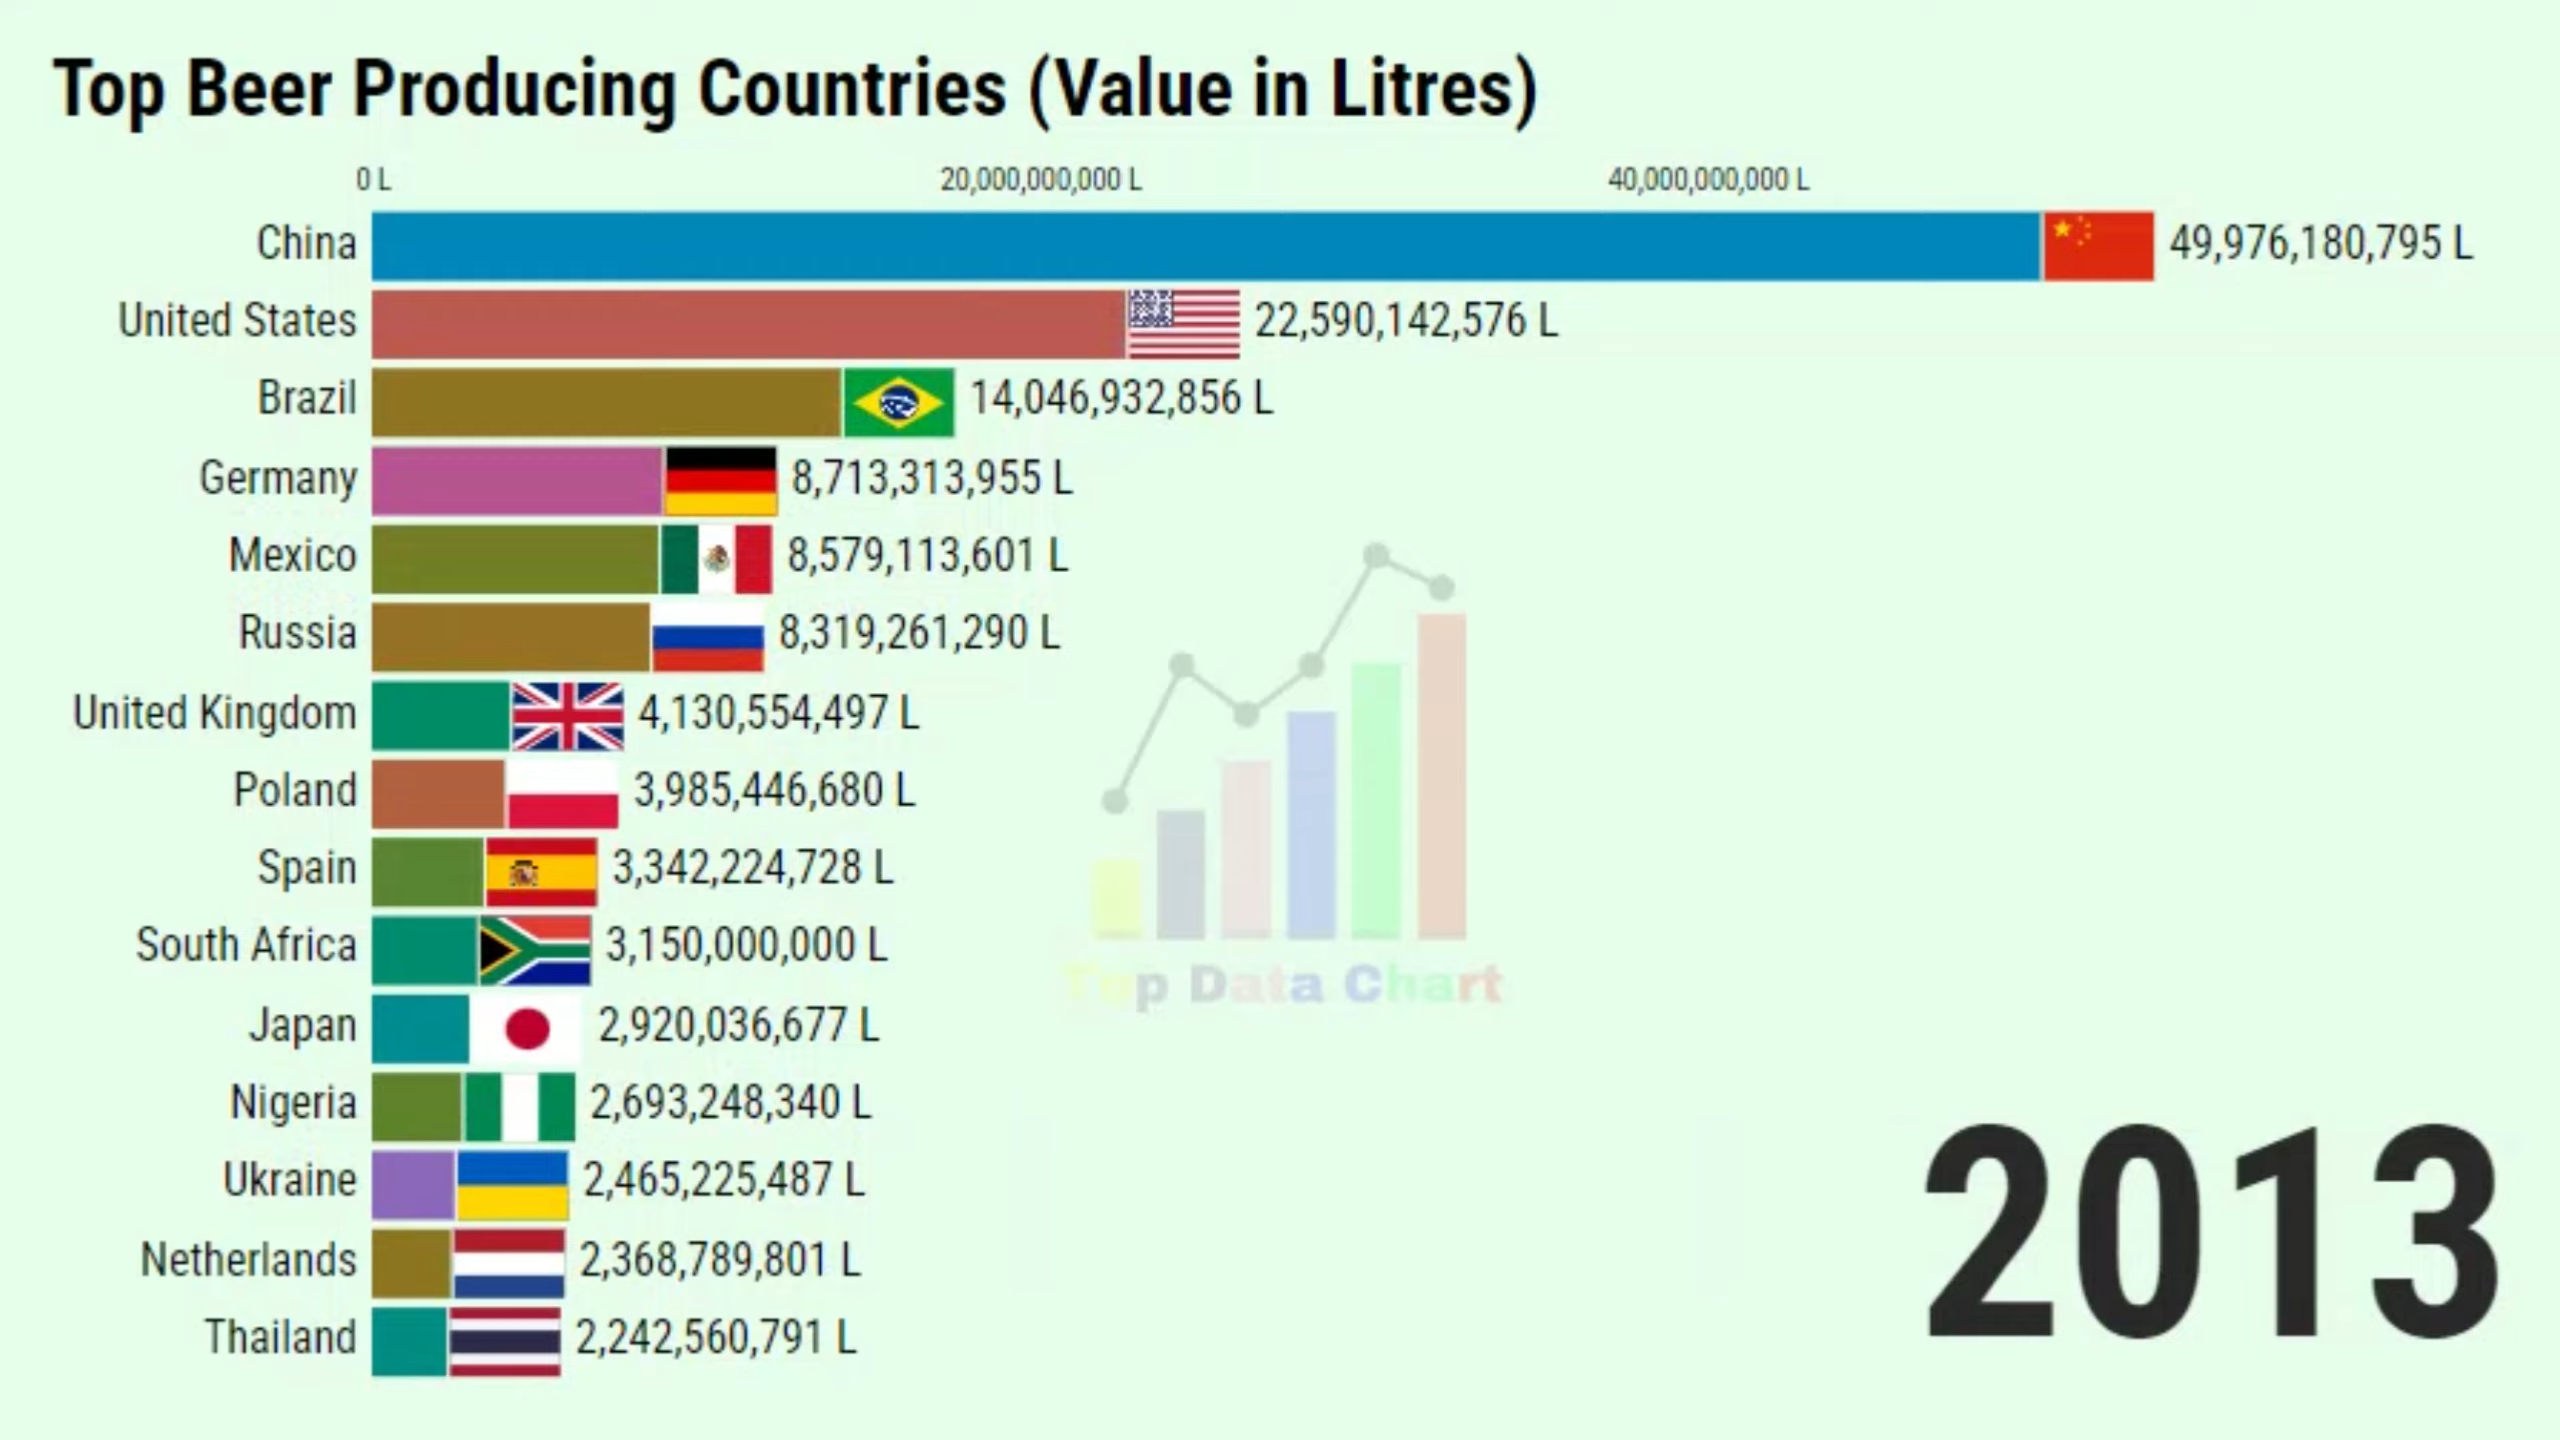 Top Beer Producing Countries (Value in Litres)
0 L 20,000,000,000 L 40,000,000,000 L
China 49,976,180,795 L
United States 22,590,142,576 L
Brazil 14,046,932,856 L
Germany 8,713,313,955 L
Mexico 8,579,113,601 L
Russia 8,319,261,290 L
United Kingdom 4,130,554,497 L
Poland 3,985,446,680 L
Spain 3,342,224,728 L
South Africa 3,150,000,000 L
Japan 2,920,036,677 L
Nigeria 2,693,248,340 L
Ukraine 2,465,225,487 L
Netherlands 2,368,789,801 L
Thailand 2,242,560,791 L
Top Data Chart
2013